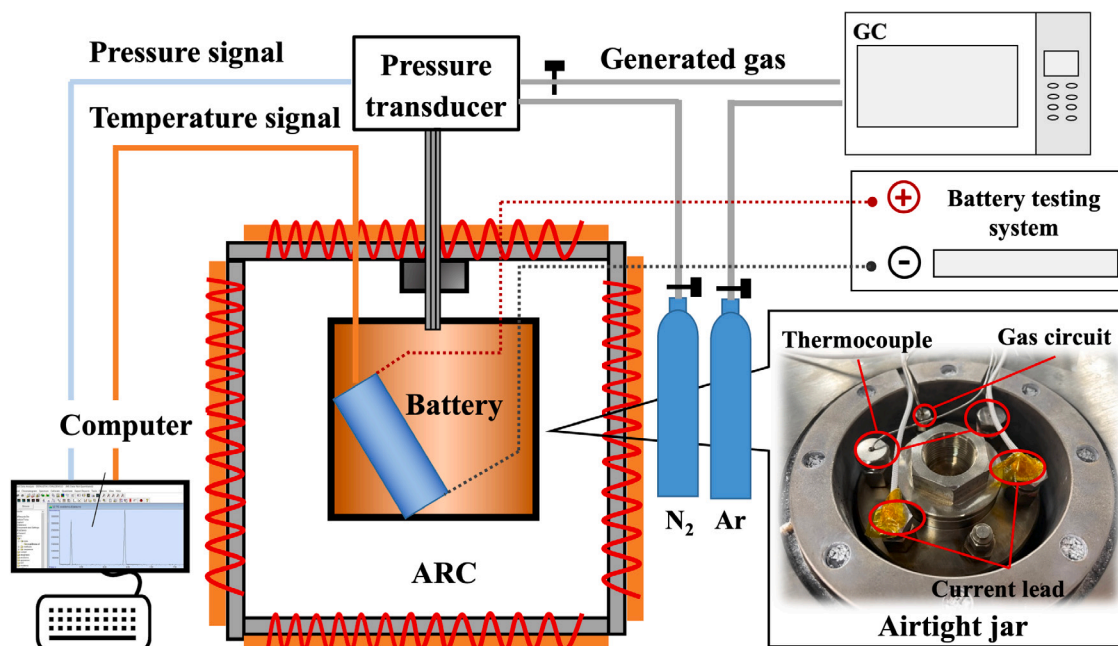 Pressure signal
Pressure
transducer
Generated gas
GC
Temperature signal
+
Battery testing
system
-
Thermocouple
Gas circuit
Battery
Computer
N₂
Ar
ARC
Current lead
Airtight jar